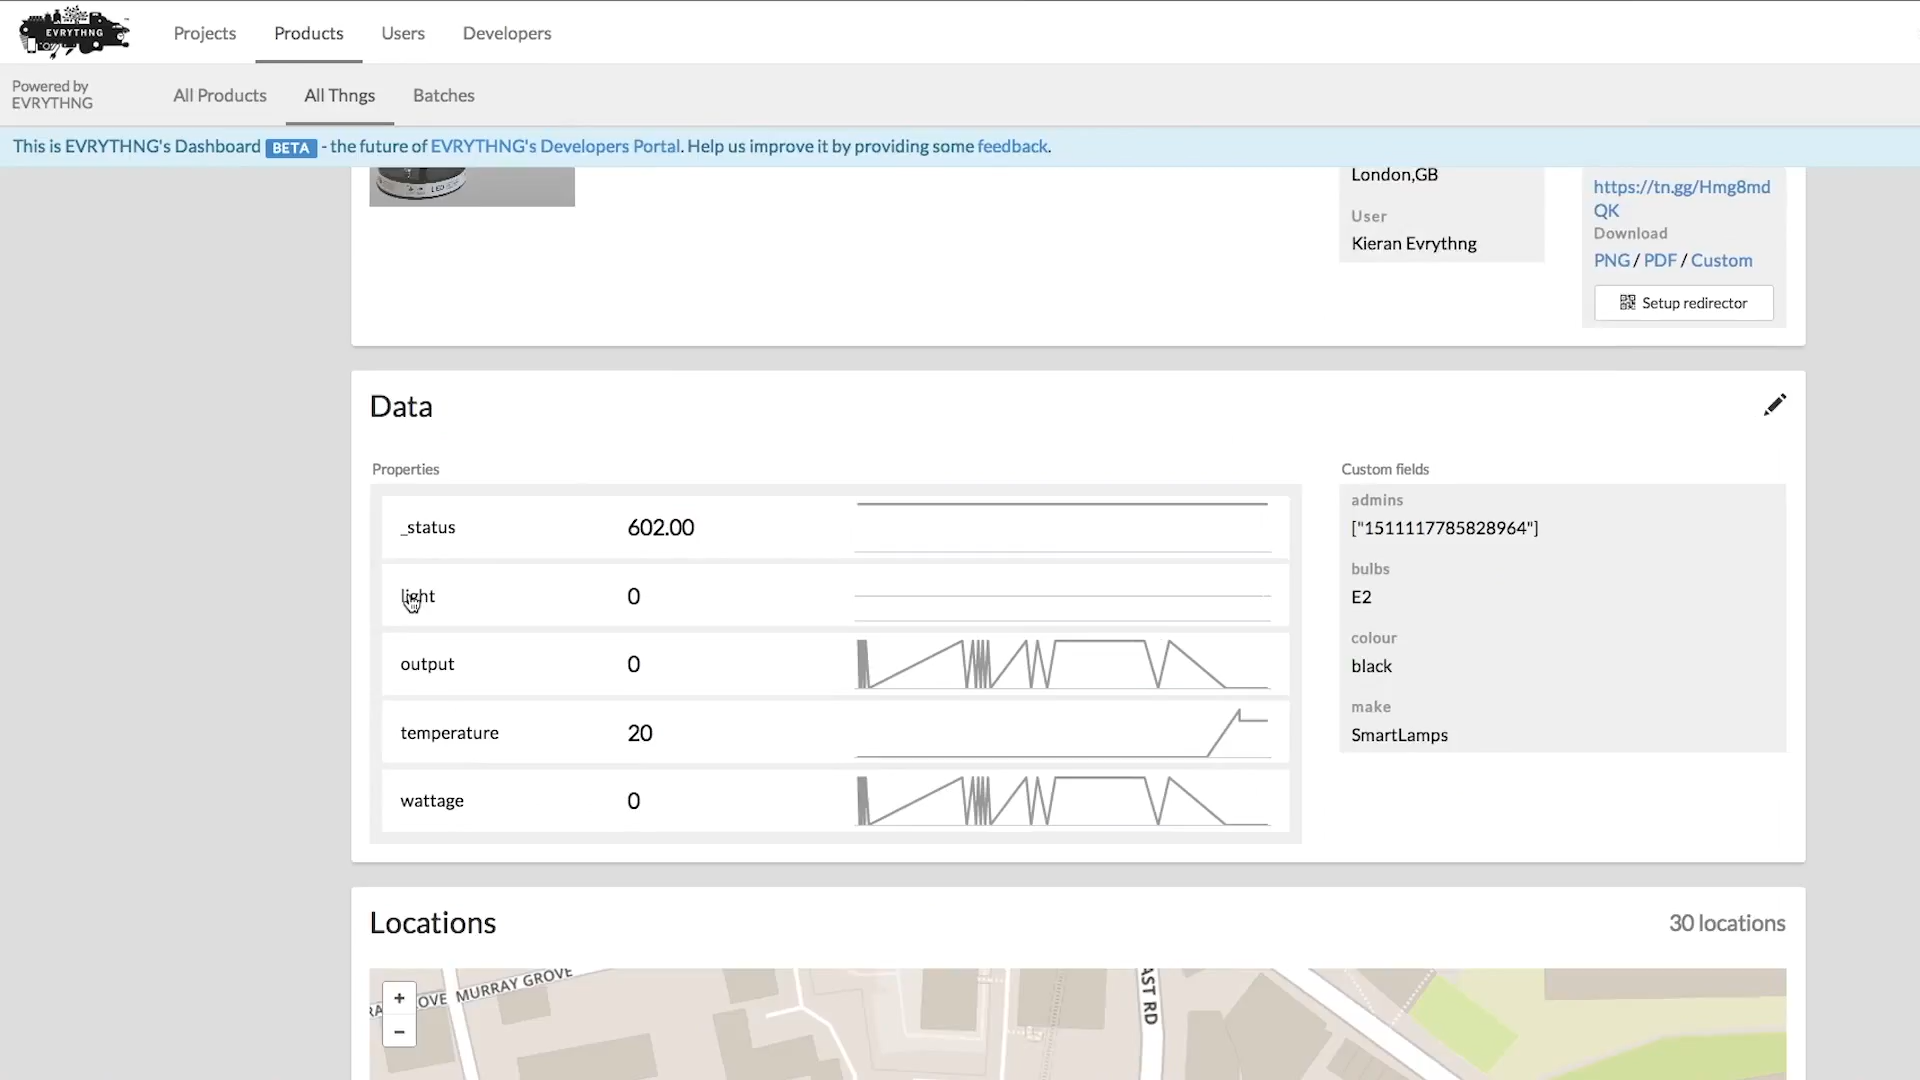 EVRYTHNG
Projects
Products
Users
Developers
Powered by
EVRYTHNG
All Products
All Thngs
Batches
This is EVRYTHNG's Dashboard BETA - the future of EVRYTHNG's Developers Portal. Help us improve it by providing some feedback.
LED
London,GB
User
Kieran Evrythng
https://tn.gg/Hmg8md
QK
Download
PNG / PDF / Custom
Setup redirector
Data
Properties
_status 602.00
light 0
output 0
temperature 20
wattage 0
Custom fields
admins
["1511117785828964"]
bulbs
E2
colour
black
make
SmartLamps
Locations
30 locations
+
−
MURRAY GROVE
AST RD